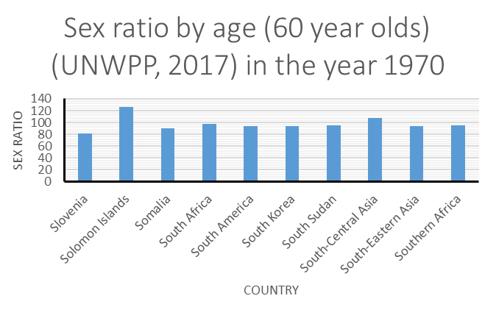 Sex ratio by age (60 year olds)
(UNWPP, 2017) in the year 1970
SEX RATIO
140
120
100
80
60
40
20
0
Slovenia
Solomon Islands
Somalia
South Africa
South America
South Korea
South Sudan
South-Central Asia
South-Eastern Asia
Southern Africa
COUNTRY